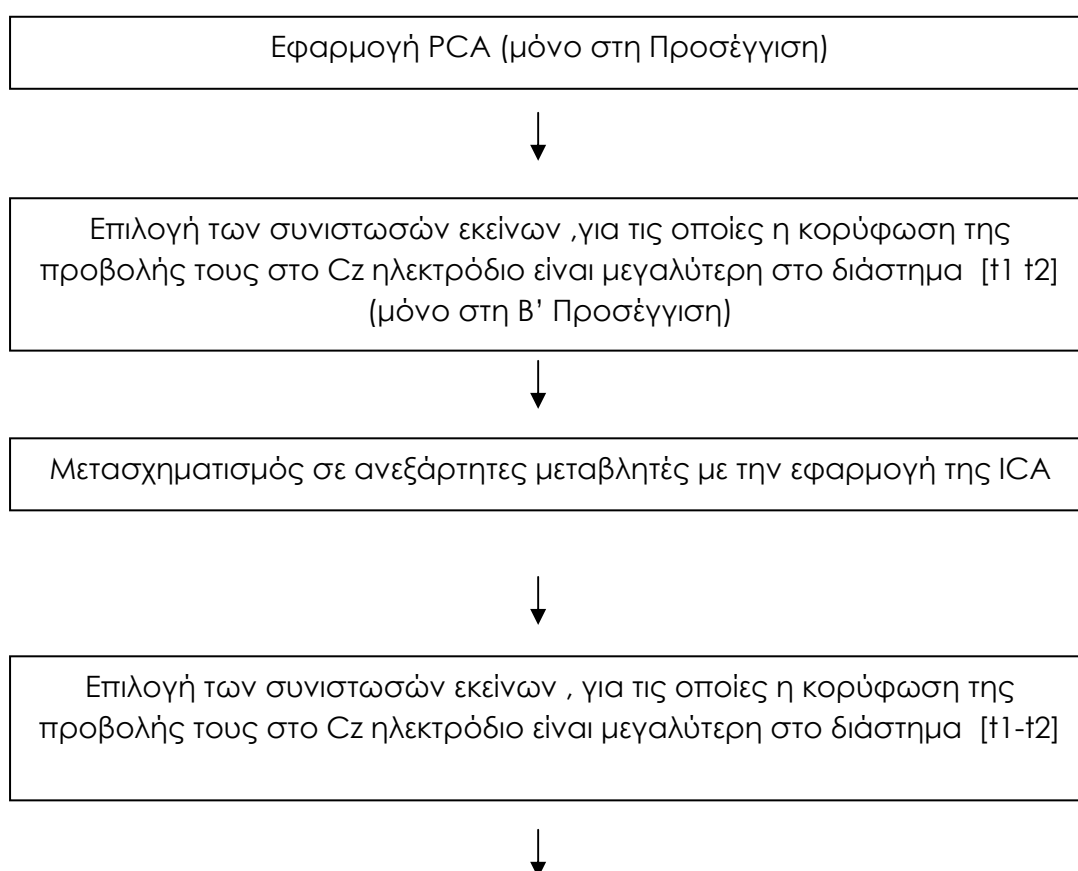 Εφαρμογή PCA (μόνο στη Προσέγγιση)
Επιλογή των συνιστωσών εκείνων ,για τις οποίες η κορύφωση της
προβολής τους στο Cz ηλεκτρόδιο είναι μεγαλύτερη στο διάστημα [t1 t2]
(μόνο στη Β’ Προσέγγιση)
Μετασχηματισμός σε ανεξάρτητες μεταβλητές με την εφαρμογή της ICA
Επιλογή των συνιστωσών εκείνων , για τις οποίες η κορύφωση της
προβολής τους στο Cz ηλεκτρόδιο είναι μεγαλύτερη στο διάστημα [t1-t2]